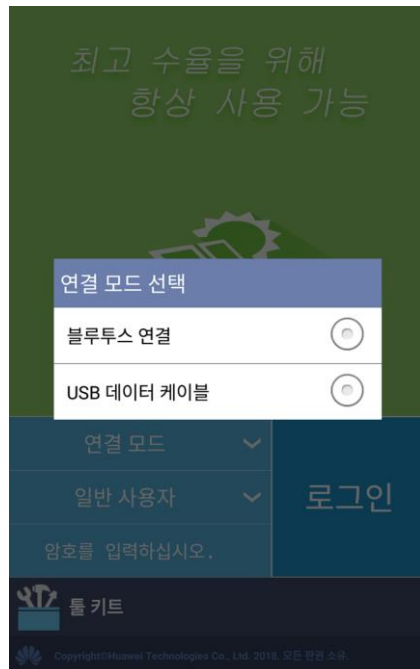 최고 수율을 위해
항상 사용 가능
연결 모드 선택
블루투스 연결
USB 데이터 케이블
연결 모드
일반 사용자
로그인
암호를 입력하십시오.
툴 키트
Copyright©Huawei Technologies Co., Ltd. 2018. 모든 판권 소유.